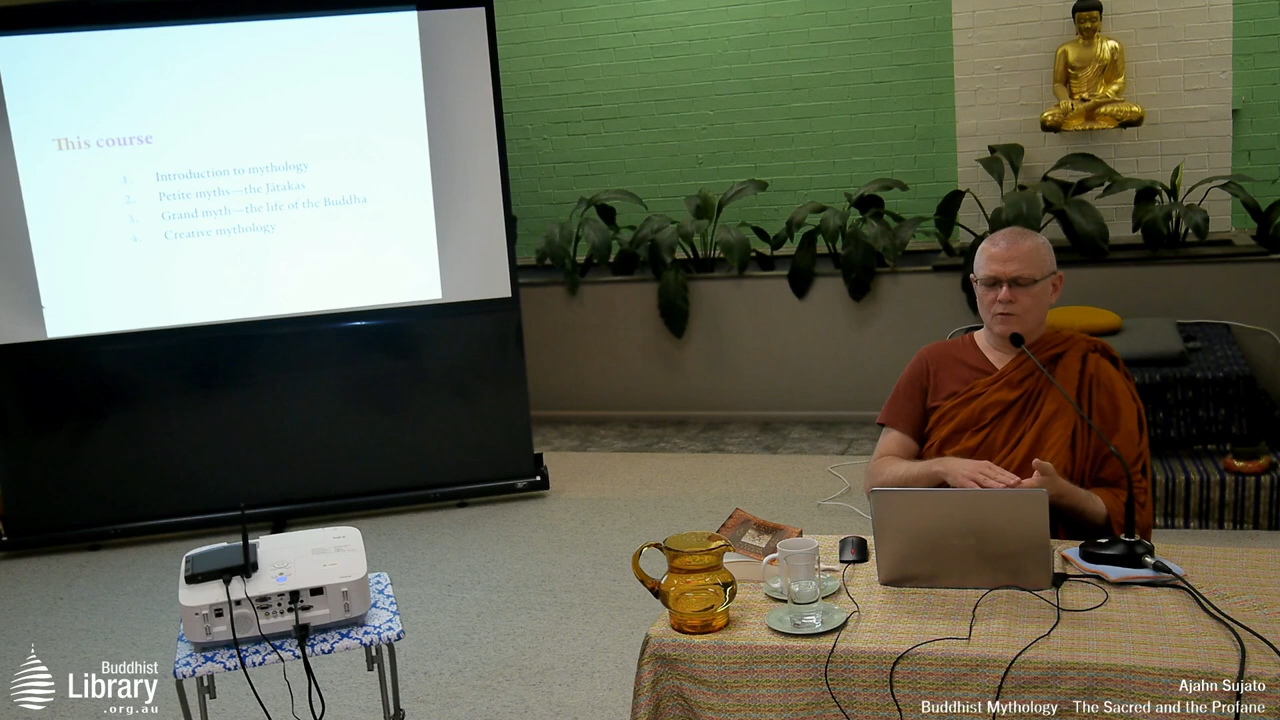 This course
1. Introduction to mythology
2. Petite myths—the Jātakas
3. Grand myth—the life of the Buddha
4. Creative mythology
Buddhist
Library
.org.au
Ajahn Sujato
Buddhist Mythology The Sacred and the Profane